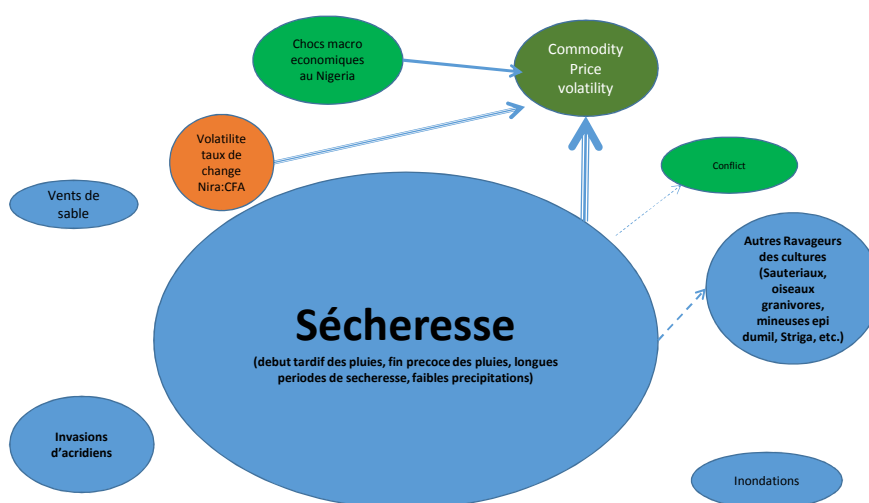 Chocs macro
economiques
au Nigeria
Commodity
Price
volatility
Volatilite
taux de
change
Nira:CFA
Conflict
Vents de
sable
Autres Ravageurs
des cultures
(Sauteriaux,
oiseaux
granivores,
mineuses epi
dumil, Striga, etc.)
Sécheresse
(debut tardif des pluies, fin precoce des pluies, longues
periodes de secheresse, faibles precipitations)
Invasions
d’acridiens
Inondations